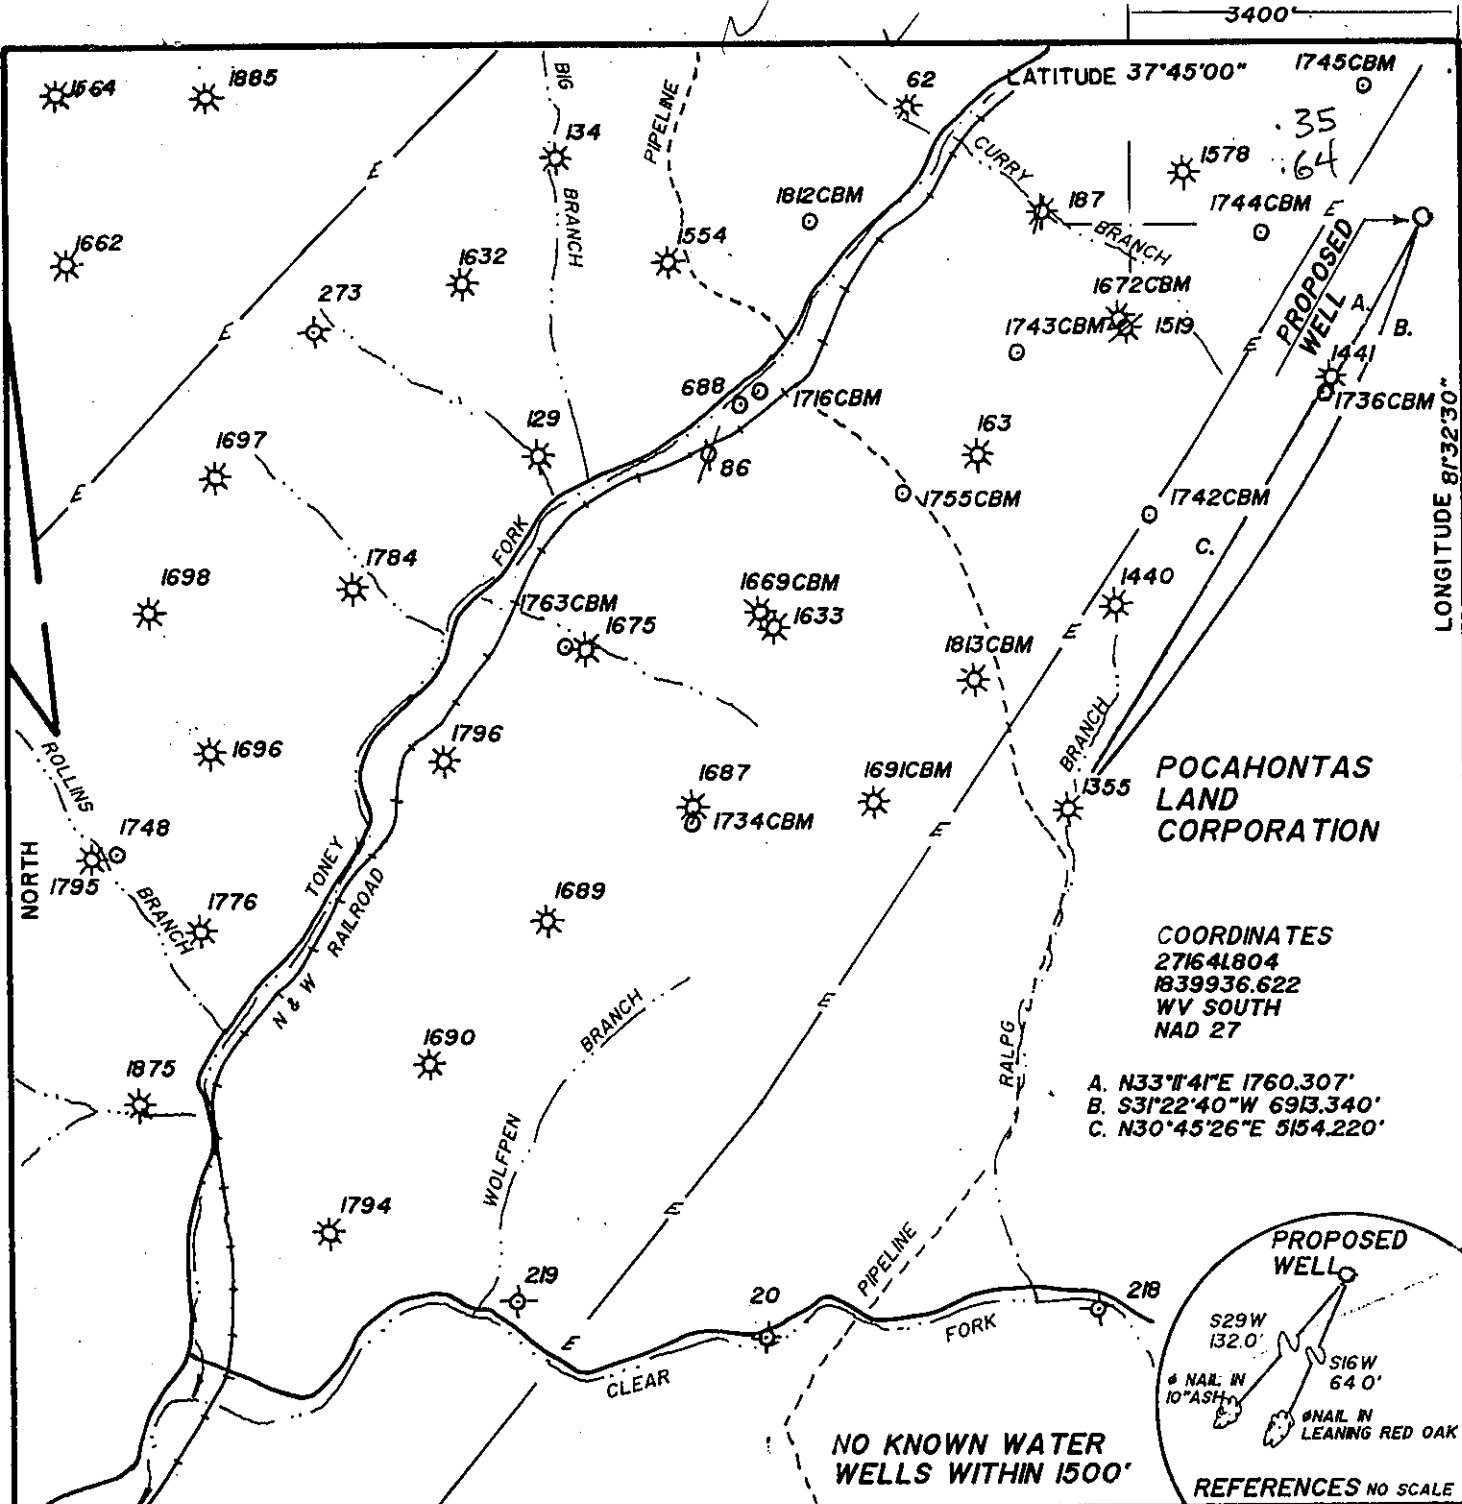 3400'
LATITUDE 37°45'00"
1745CBM
1564
1885
BIG
62
PIPELINE
.35
.64
E
134
CURRY
1578
BRANCH
1812CBM
187
1744CBM
E
1662
1632
1554
BRANCH
PROPOSED
WELL
273
1672CBM
A.
E
1743CBM
1519
B.
E
1441
688
1716CBM
1736CBM
LONGITUDE 81°32'30"
129
163
1697
86
E
1755CBM
1742CBM
FORK
C.
1784
1698
1669CBM
1440
1763CBM
1633
1675
E
1813CBM
BRANCH
1796
ROLLINS
1696
POCAHONTAS
LAND
CORPORATION
1687
1691CBM
1355
1734CBM
E
1748
NORTH
TONEY
1795
1689
BRANCH
1776
N & W RAILROAD
COORDINATES
271641.804
1839936.622
WV SOUTH
NAD 27
E
BRANCH
1690
RALPG
1875
A. N33°11'41"E 1760.307'
B. S31°22'40"W 6913.340'
C. N30°45'26"E 5154.220'
WOLFPEN
1794
E
PIPELINE
PROPOSED
WELL
219
20
218
S29W
132.0'
FORK
E
S16W
64.0'
CLEAR
NAIL IN
10"ASH
NAIL IN
LEANING RED OAK
NO KNOWN WATER
WELLS WITHIN 1500'
REFERENCES NO SCALE